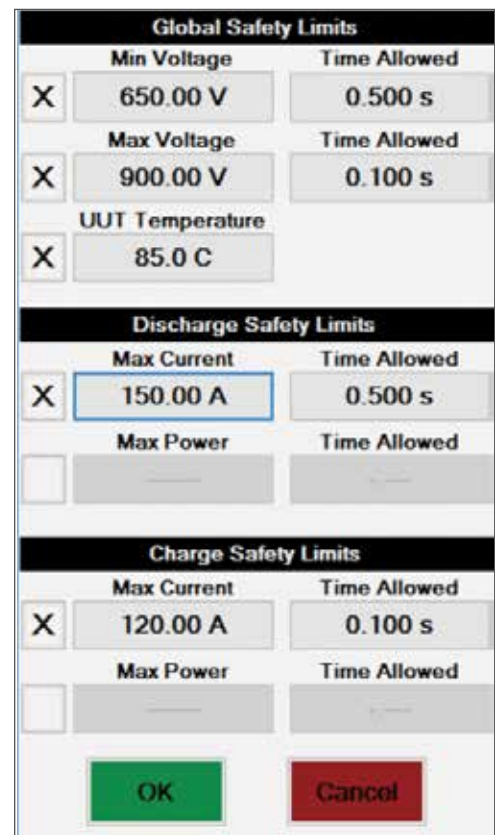 Global Safety Limits
Min Voltage Time Allowed
X 650.00 V 0.500 s
Max Voltage Time Allowed
X 900.00 V 0.100 s
UUT Temperature
X 85.0 C
Discharge Safety Limits
Max Current Time Allowed
X 150.00 A 0.500 s
Max Power Time Allowed
Charge Safety Limits
Max Current Time Allowed
X 120.00 A 0.100 s
Max Power Time Allowed
OK Cancel